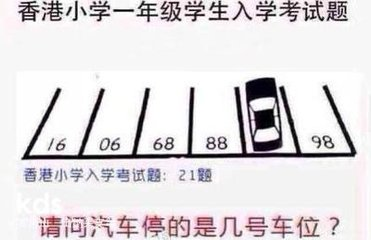 香港小学一年级学生入学考试题
16 06 68 88 98
香港小学入学考试题: 21题
kds
请问汽车停的是几号车位？